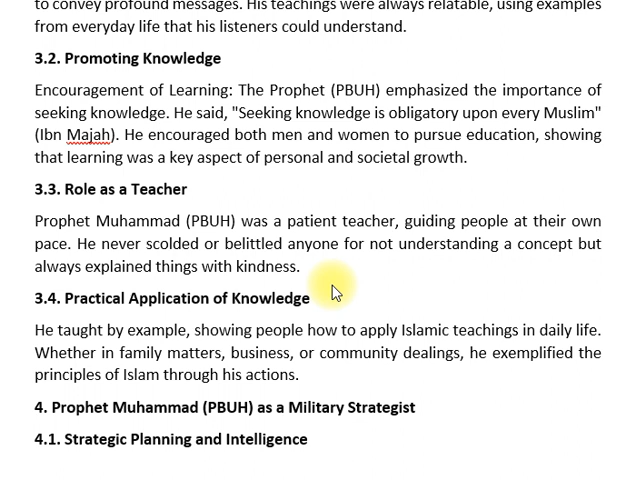 to convey profound messages. His teachings were always relatable, using examples
from everyday life that his listeners could understand.
3.2. Promoting Knowledge
Encouragement of Learning: The Prophet (PBUH) emphasized the importance of
seeking knowledge. He said, "Seeking knowledge is obligatory upon every Muslim"
(Ibn Majah). He encouraged both men and women to pursue education, showing
that learning was a key aspect of personal and societal growth.
3.3. Role as a Teacher
Prophet Muhammad (PBUH) was a patient teacher, guiding people at their own
pace. He never scolded or belittled anyone for not understanding a concept but
always explained things with kindness.
3.4. Practical Application of Knowledge
He taught by example, showing people how to apply Islamic teachings in daily life.
Whether in family matters, business, or community dealings, he exemplified the
principles of Islam through his actions.
4. Prophet Muhammad (PBUH) as a Military Strategist
4.1. Strategic Planning and Intelligence